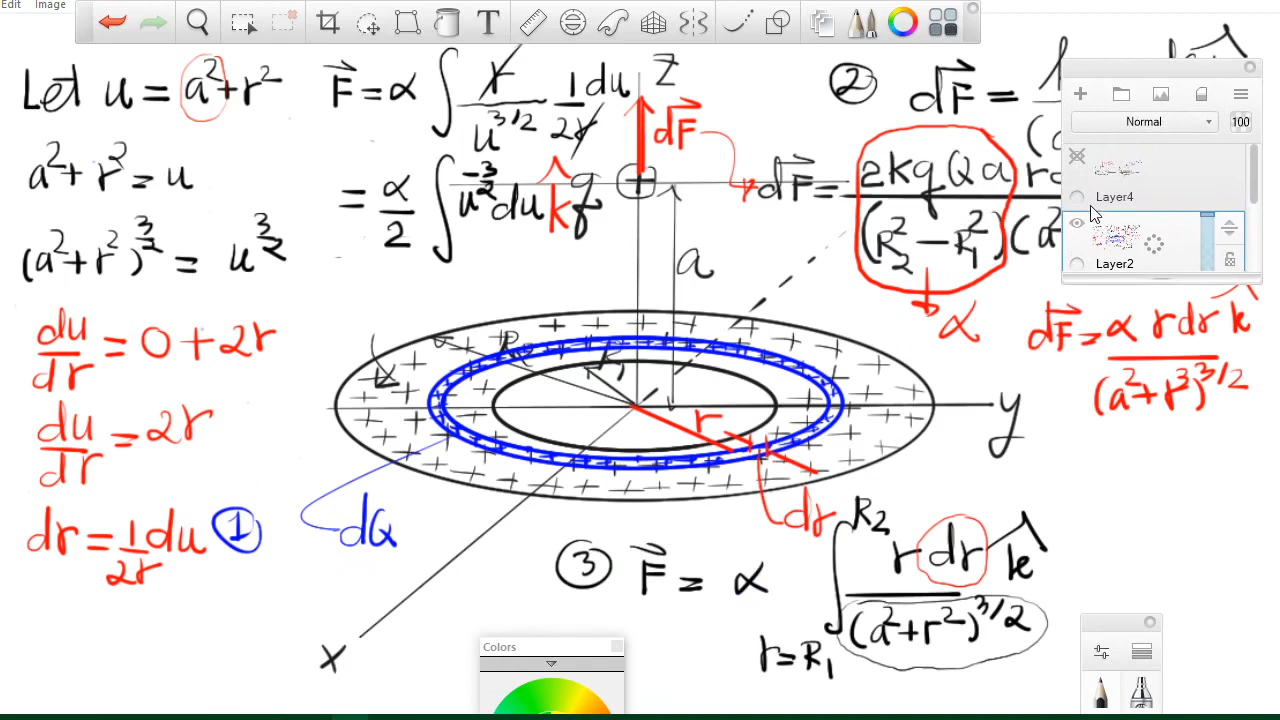 Edit Image
Let u = a²+r²
a²+r² = u
(a²+r²)^3/2 = u^3/2
du/dr = 0+2r
du/dr = 2r
dr = 1/2r du ①
F⃗ = α ∫ r/u^3/2 1/2r du
= α/2 ∫ u^-3/2 du k̂
z
dF⃗
+
q
a
R2
R1
r
dr
dQ
y
x
② dF⃗ =
dF⃗ = 2KqQa r / (R2² − R1²)(a²
α
dF⃗ = α r dr k̂ / (a²+r²)^3/2
③ F⃗ = α ∫ r=R1 R2 r dr k̂ / (a²+r²)^3/2
Normal 100
Layer4
Layer2
Colors